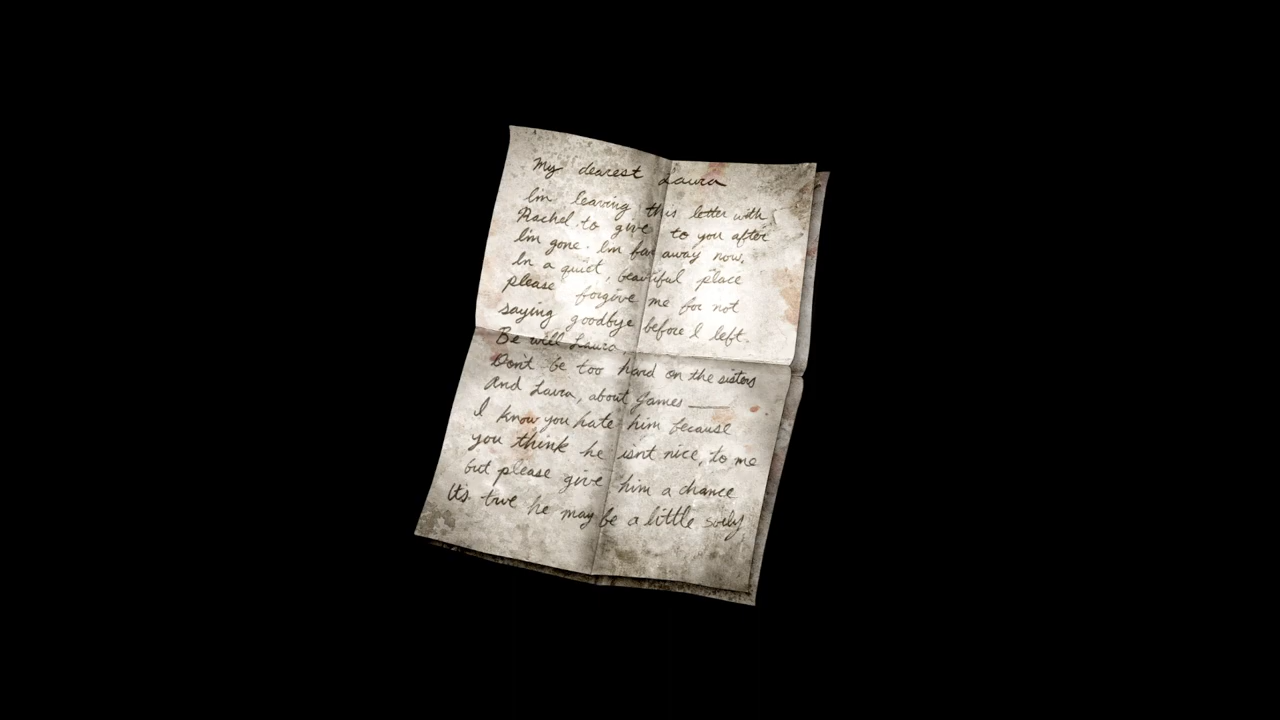 My dearest Laura
I'm leaving this letter with
Rachel to give to you after
I'm gone. I'm far away now.
In a quiet, beautiful place
please forgive me for not
saying goodbye before I left.
Be will Laura,
Don't be too hard on the sisters
And Laura, about James ———
I know you hate him because
you think he isnt nice, to me
but please give him a chance
It's true he may be a little surly,